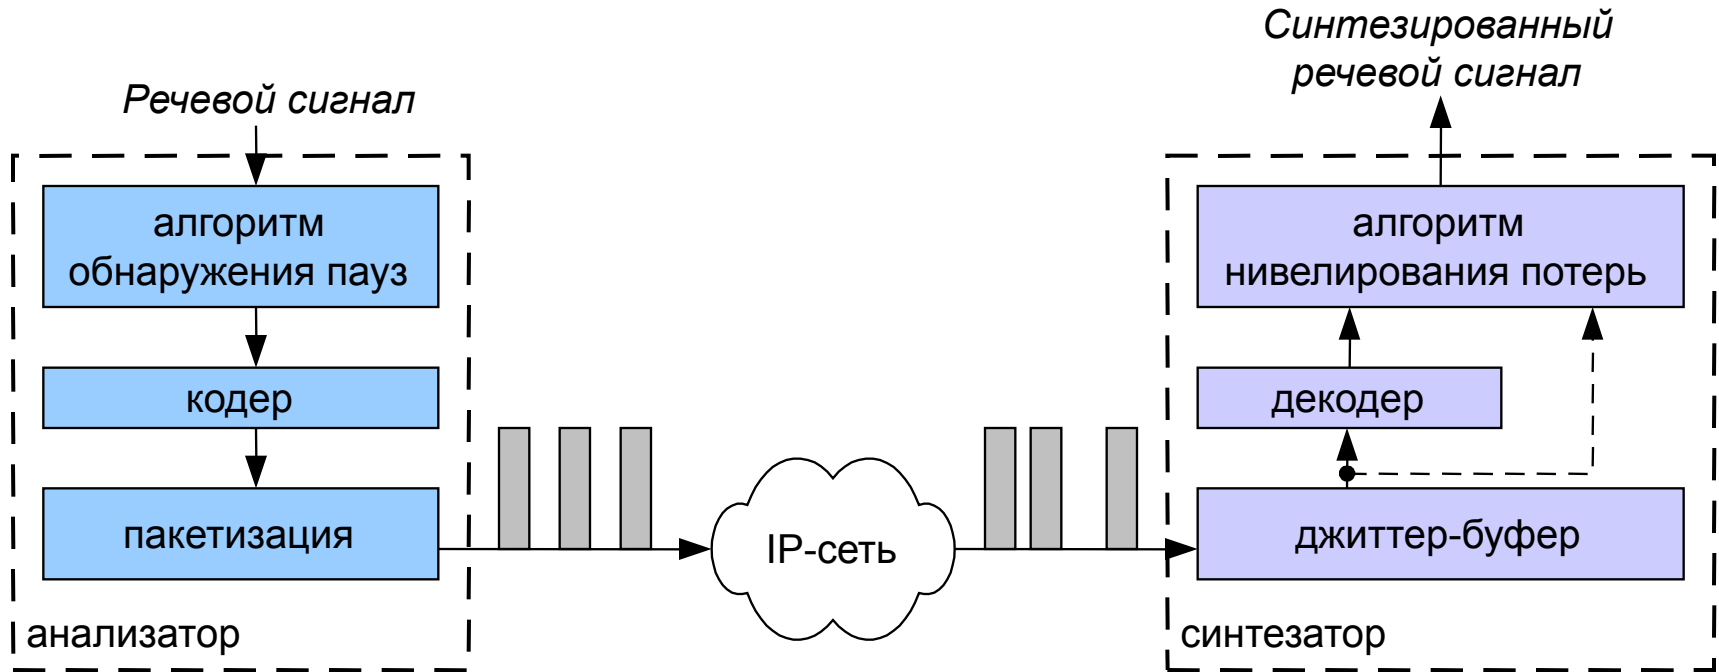 Речевой сигнал
алгоритм
обнаружения пауз
кодер
пакетизация
анализатор
IP-сеть
Синтезированный
речевой сигнал
алгоритм
нивелирования потерь
декодер
джиттер-буфер
синтезатор